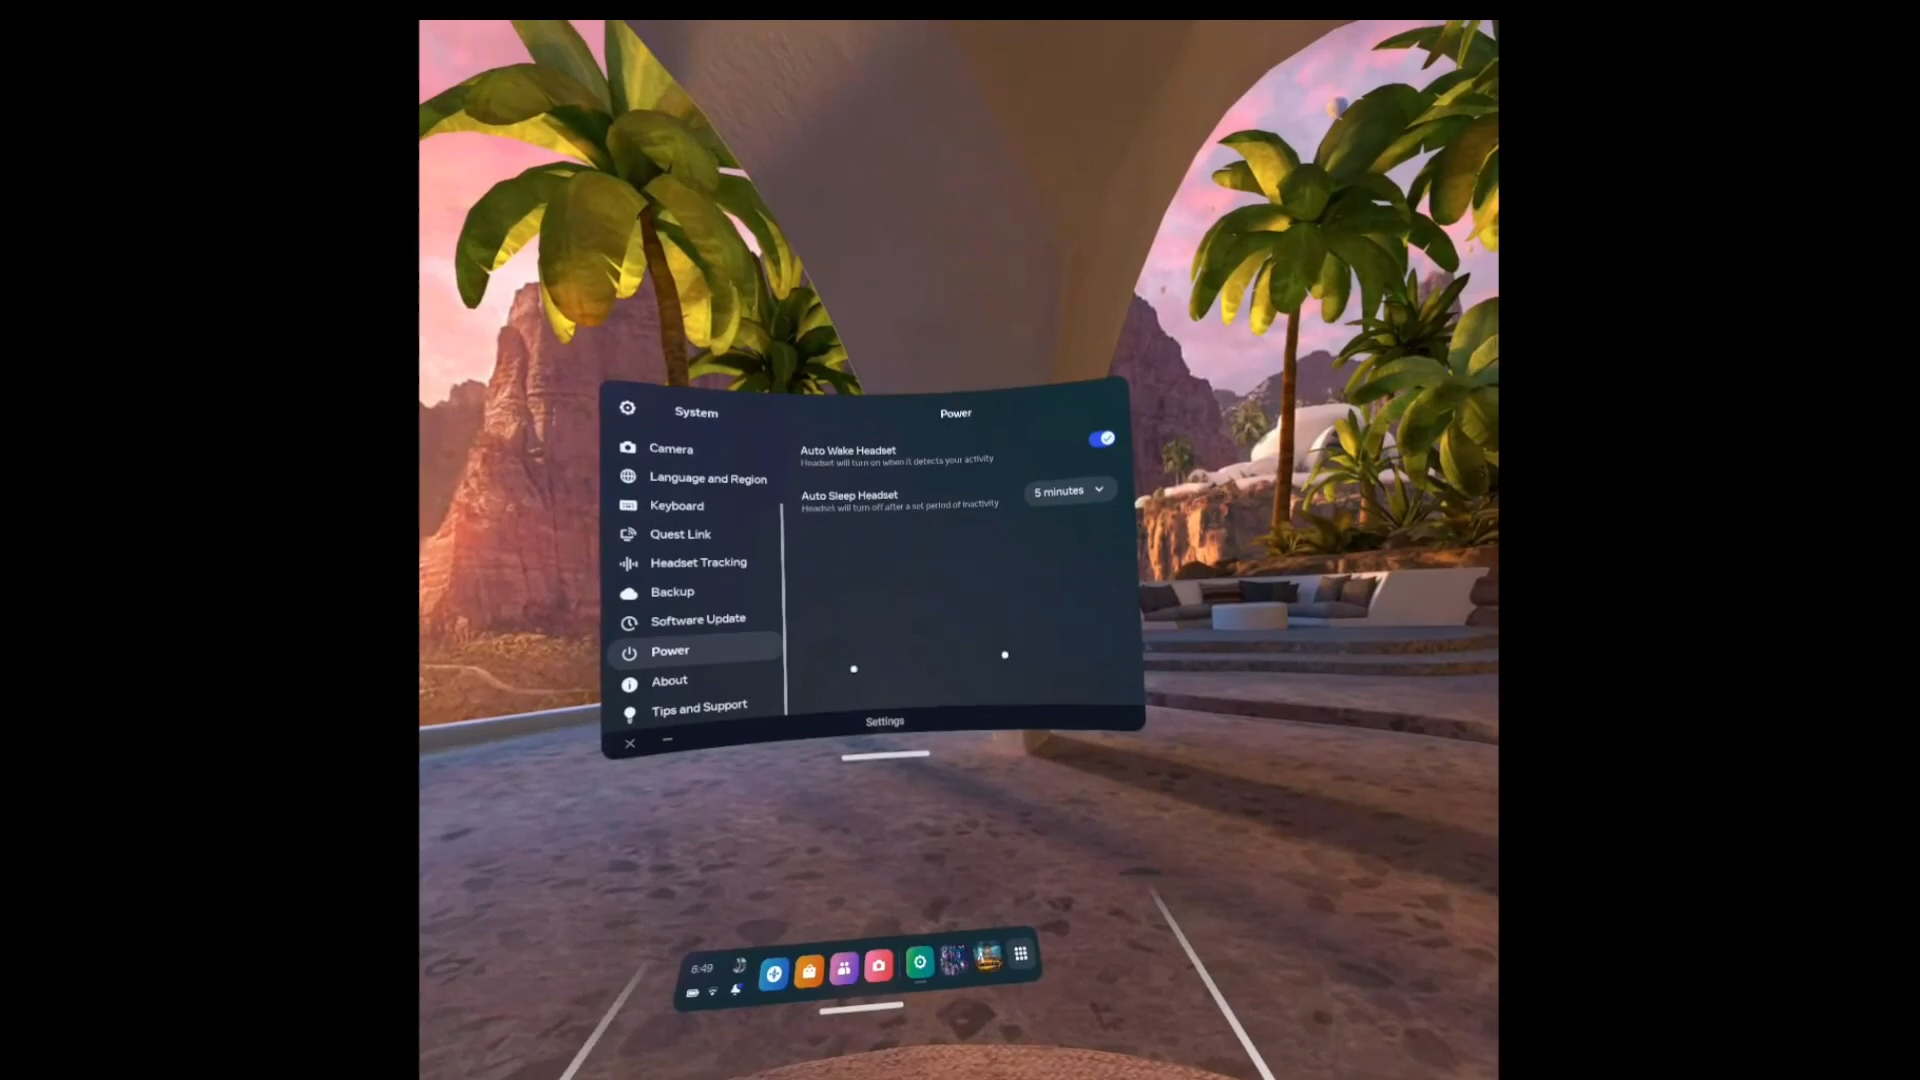 System
Camera
Language and Region
Keyboard
Quest Link
Headset Tracking
Backup
Software Update
Power
About
Tips and Support
Power
Auto Wake Headset
Headset will turn on when it detects your activity
Auto Sleep Headset
Headset will turn off after a set period of inactivity
5 minutes
Settings
6:49